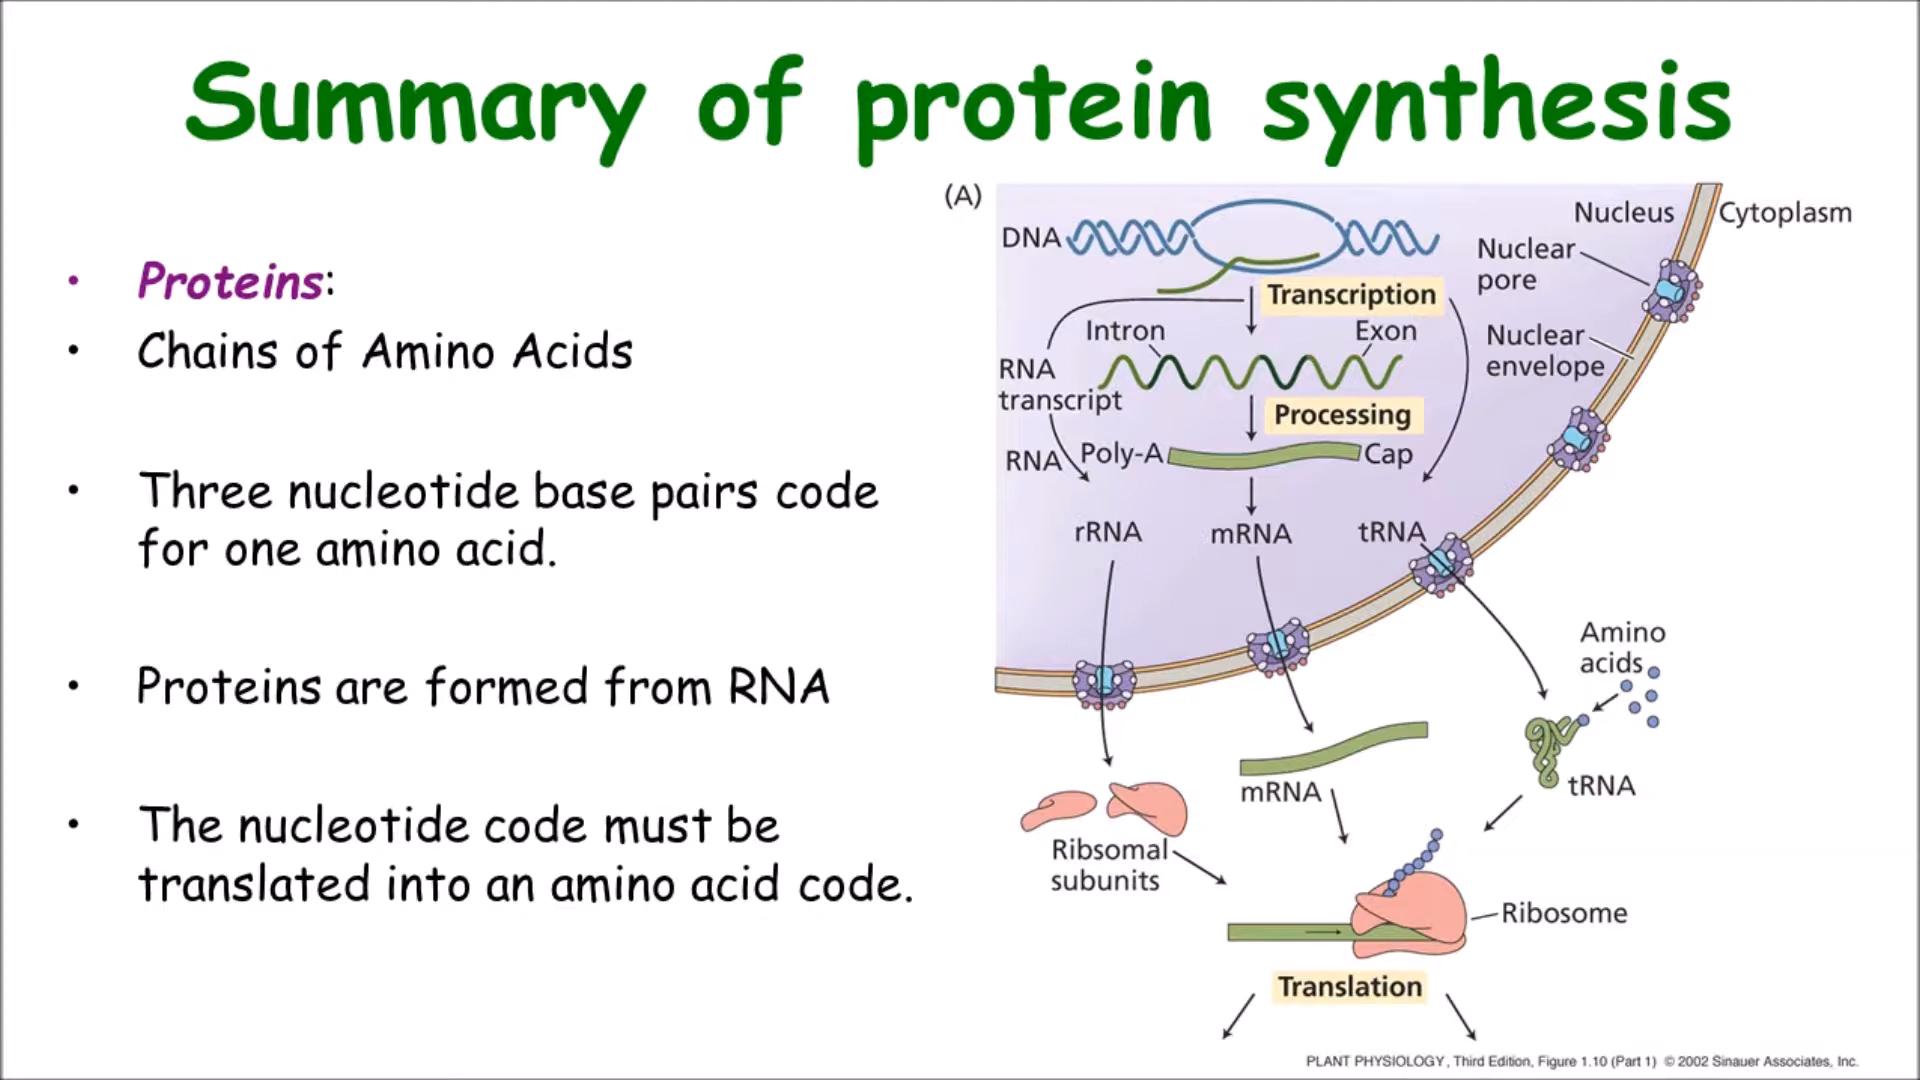 Summary of protein synthesis
• Proteins:
• Chains of Amino Acids
• Three nucleotide base pairs code
for one amino acid.
• Proteins are formed from RNA
• The nucleotide code must be
translated into an amino acid code.
(A)
Nucleus
Cytoplasm
DNA
Nuclear
pore
Transcription
Intron
Exon
Nuclear
envelope
RNA
transcript
Processing
RNA
Poly-A
Cap
rRNA
mRNA
tRNA
Amino
acids
mRNA
tRNA
Ribsomal
subunits
Ribosome
Translation
PLANT PHYSIOLOGY, Third Edition, Figure 1.10 (Part 1) © 2002 Sinauer Associates, Inc.